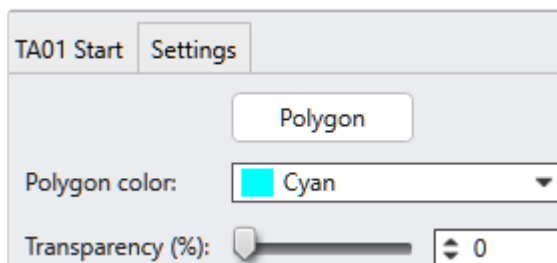 TA01 Start Settings
Polygon
Polygon color: Cyan
Transparency (%): 0